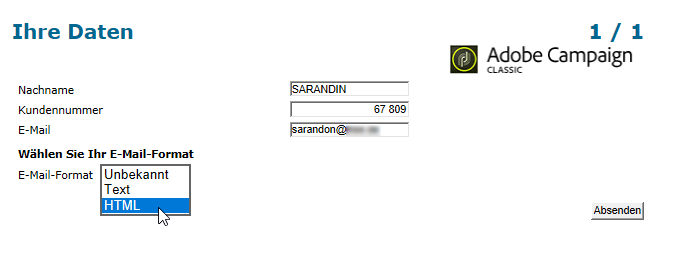 Ihre Daten 1 / 1
Adobe Campaign
CLASSIC
Nachname SARANDIN
Kundennummer 67 809
E-Mail sarandon@
Wählen Sie Ihr E-Mail-Format
E-Mail-Format Unbekannt
Text
HTML
Absenden